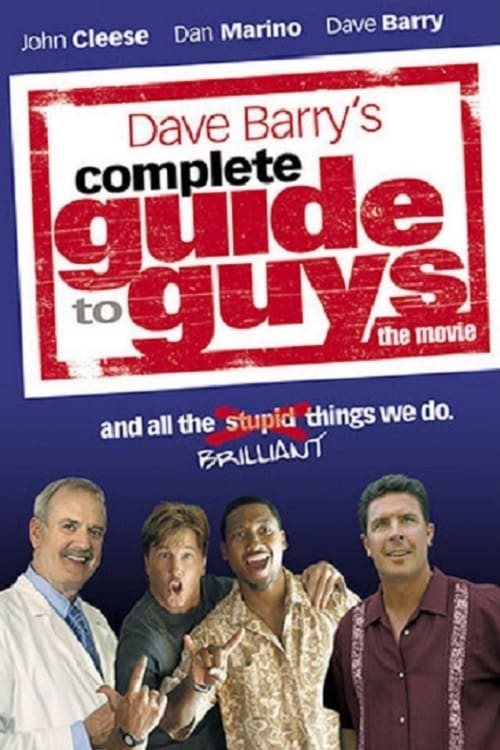 John Cleese Dan Marino Dave Barry
Dave Barry's
complete
guide
to guys
the movie
and all the stupid things we do.
BRILLIANT